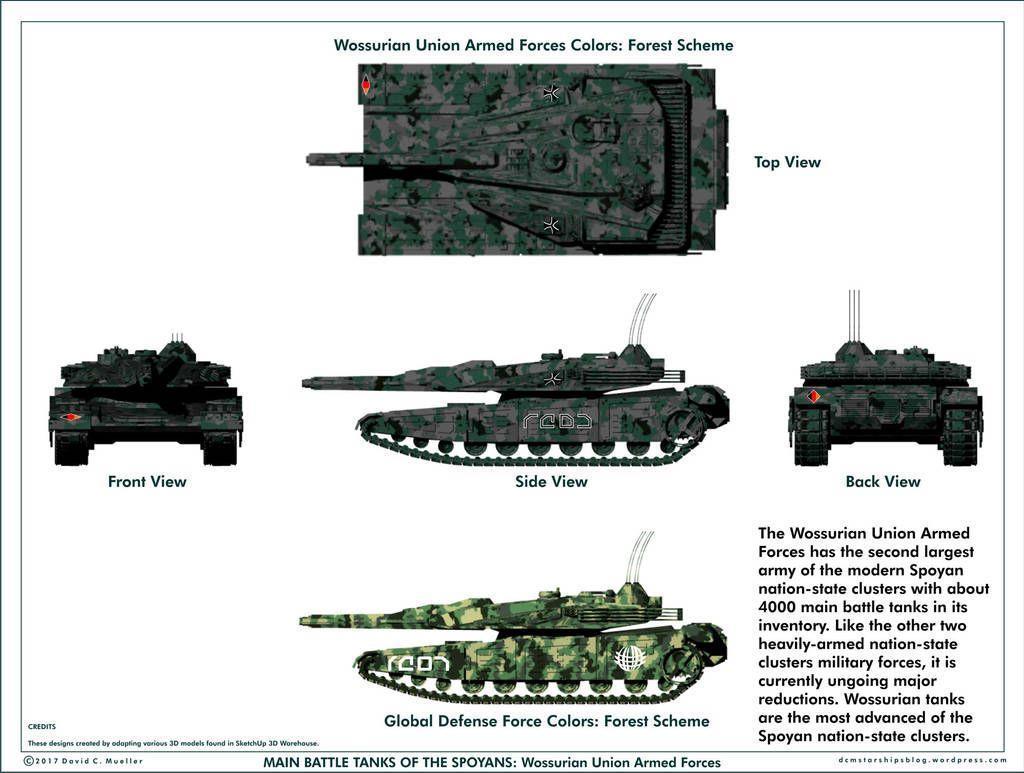 Wossurian Union Armed Forces Colors: Forest Scheme
Top View
Front View
Side View
Back View
The Wossurian Union Armed
Forces has the second largest
army of the modern Spoyan
nation-state clusters with about
4000 main battle tanks in its
inventory. Like the other two
heavily-armed nation-state
clusters military forces, it is
currently ungoing major
reductions. Wossurian tanks
are the most advanced of the
Spoyan nation-state clusters.
Global Defense Force Colors: Forest Scheme
CREDITS
These designs created by adapting various 3D models found in SketchUp 3D Warehouse.
©2017 David C. Mueller
MAIN BATTLE TANKS OF THE SPOYANS: Wossurian Union Armed Forces
dcmstarshipsblog.wordpress.com